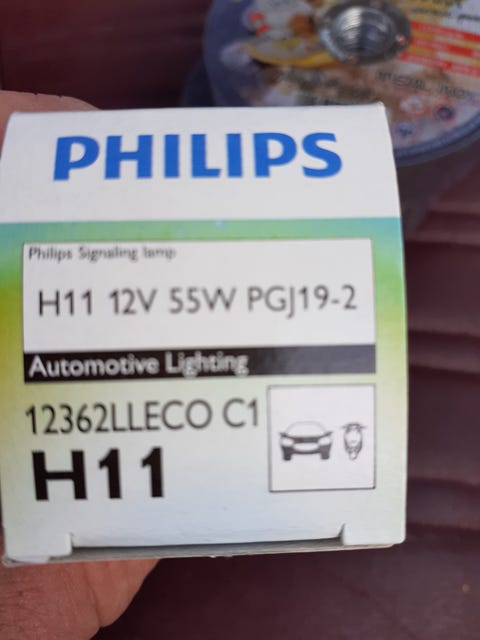 PHILIPS
Philips Signaling lamp
H11 12V 55W PGJ19-2
Automotive Lighting
12362LLECO C1
H11